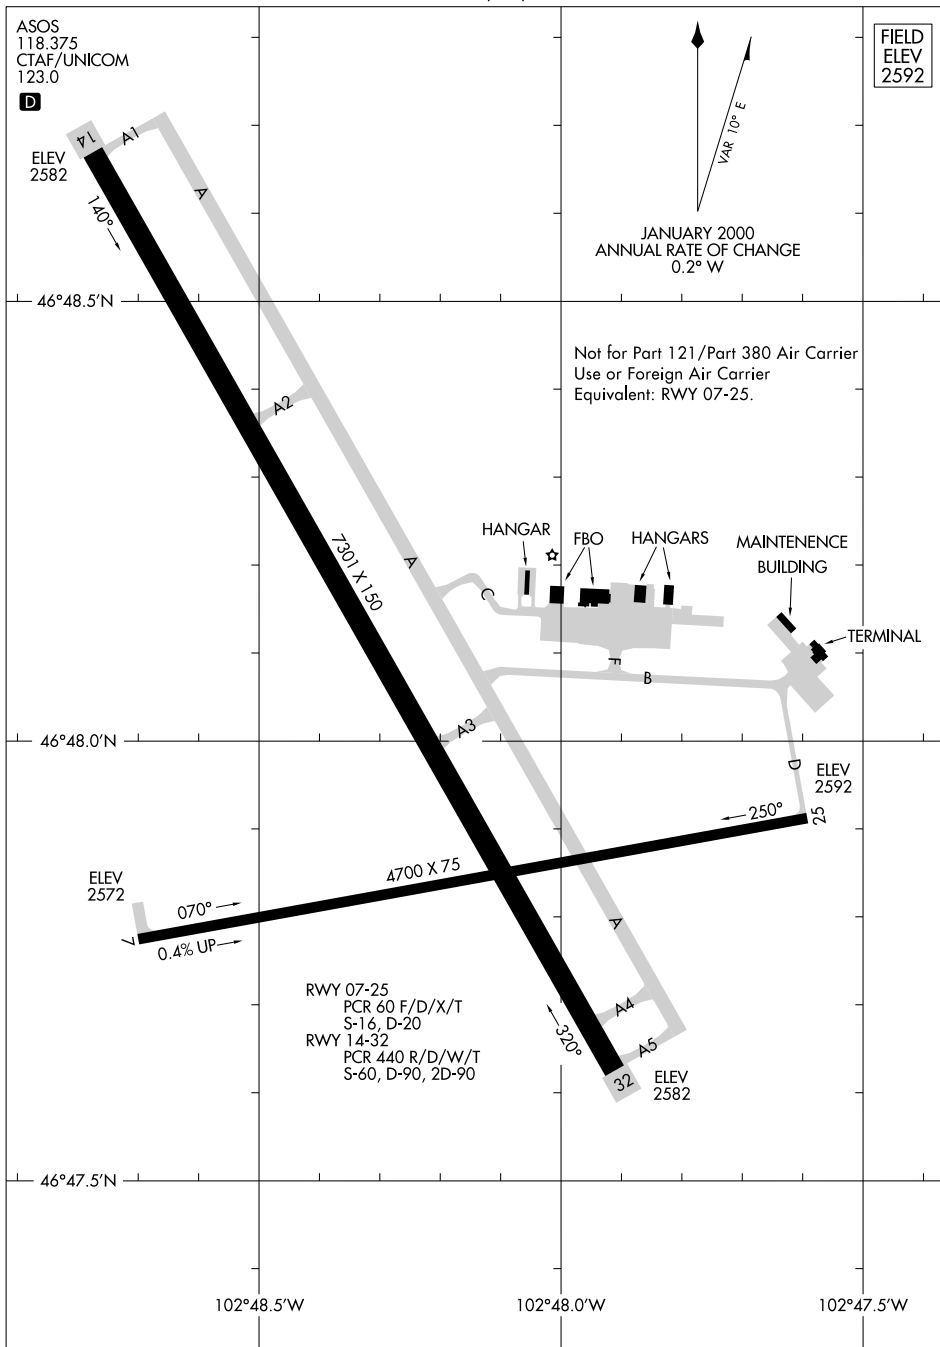 ASOS
118.375
CTAF/UNICOM
123.0
D
FIELD
ELEV
2592
VAR 10° E
JANUARY 2000
ANNUAL RATE OF CHANGE
0.2° W
14
A1
ELEV
2582
A
140°
46°48.5'N
Not for Part 121/Part 380 Air Carrier
Use or Foreign Air Carrier
Equivalent: RWY 07-25.
A2
7301 X 150
A
HANGAR
FBO
HANGARS
MAINTENENCE
BUILDING
C
TERMINAL
F
B
A3
46°48.0'N
D
ELEV
2592
250°
25
4700 X 75
ELEV
2572
070°
7
0.4% UP
A
RWY 07-25
PCR 60 F/D/X/T
S-16, D-20
RWY 14-32
PCR 440 R/D/W/T
S-60, D-90, 2D-90
A4
320°
A5
32
ELEV
2582
46°47.5'N
102°48.5'W
102°48.0'W
102°47.5'W